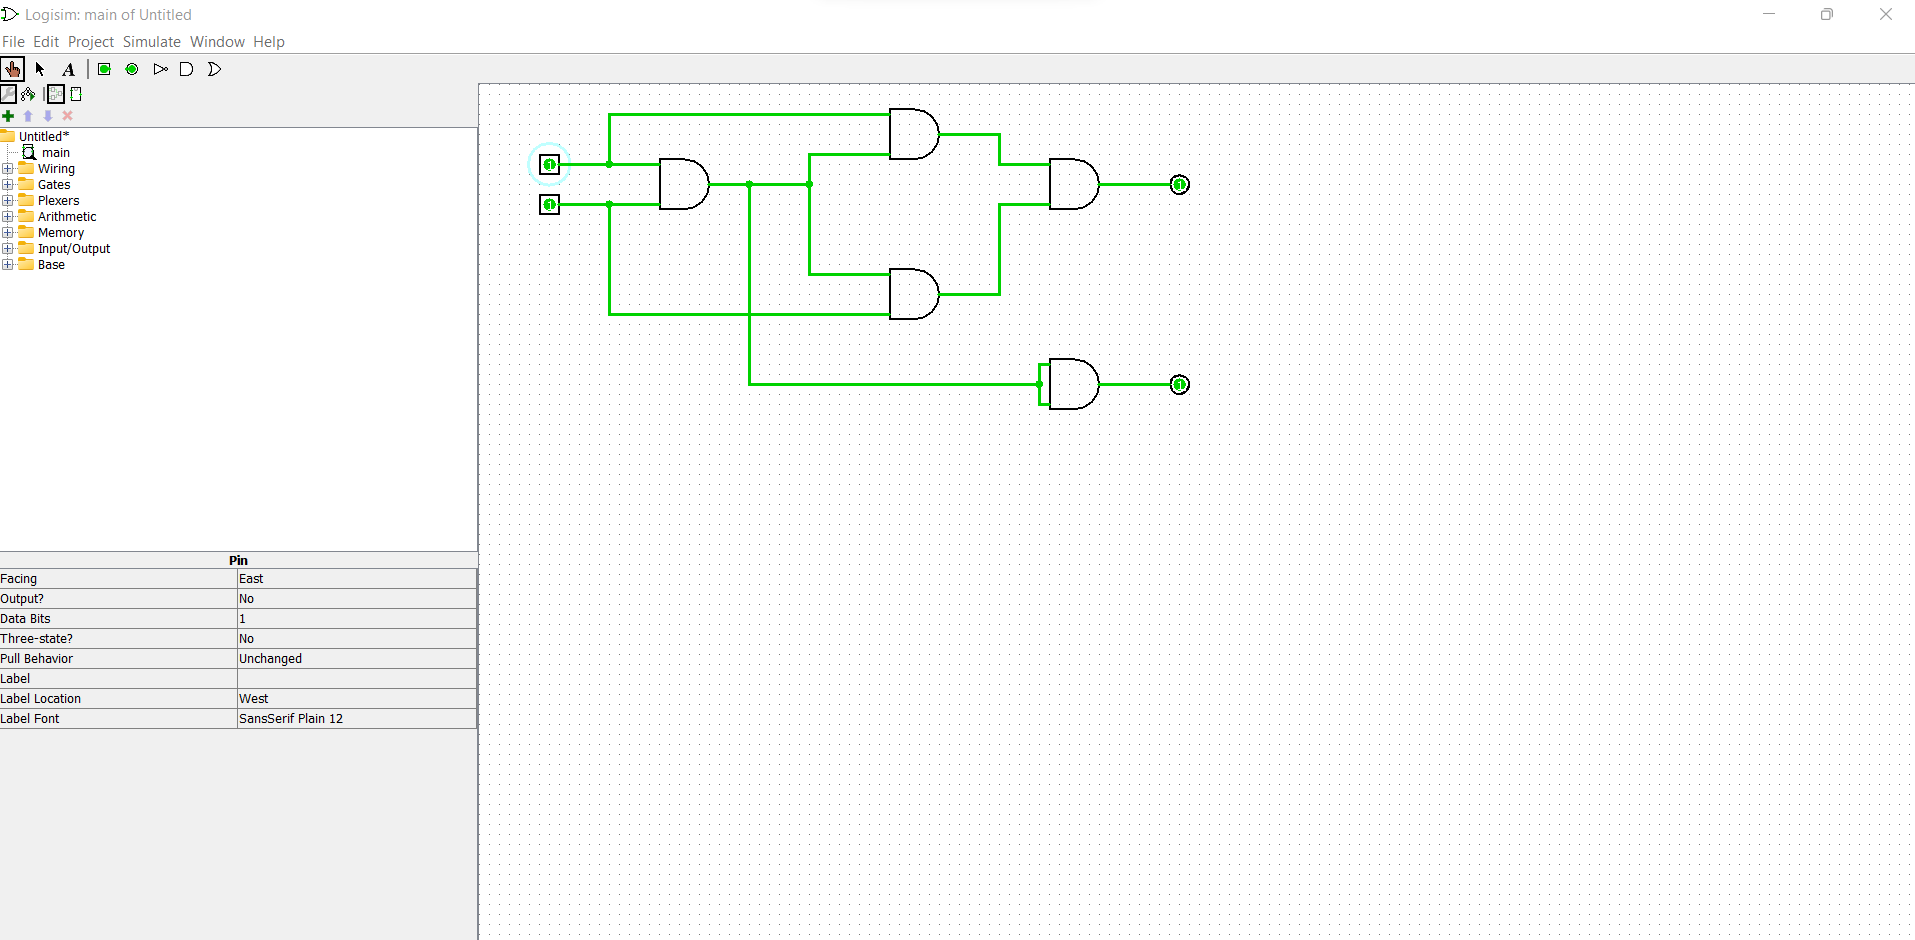 Logisim: main of Untitled
File Edit Project Simulate Window Help
A
Untitled*
main
Wiring
Gates
Plexers
Arithmetic
Memory
Input/Output
Base
Pin
Facing East
Output? No
Data Bits 1
Three-state? No
Pull Behavior Unchanged
Label
Label Location West
Label Font SansSerif Plain 12
1
1
1
1